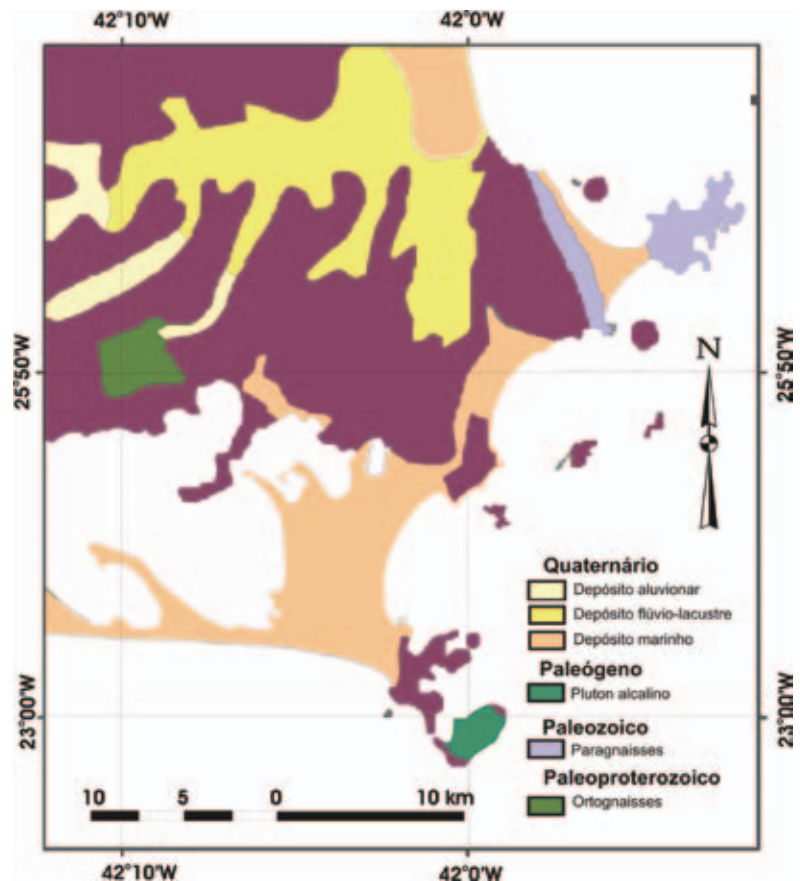 42°10'W 42°0'W
25°50'W 25°50'W
N
Quaternário
Depósito aluvionar
Depósito flúvio-lacustre
Depósito marinho
Paleógeno
Pluton alcalino
Paleozoico
Paragnaisses
Paleoproterozoico
Ortognaisses
23°00'W 23°00'W
10 5 0 10 km
42°10'W 42°0'W